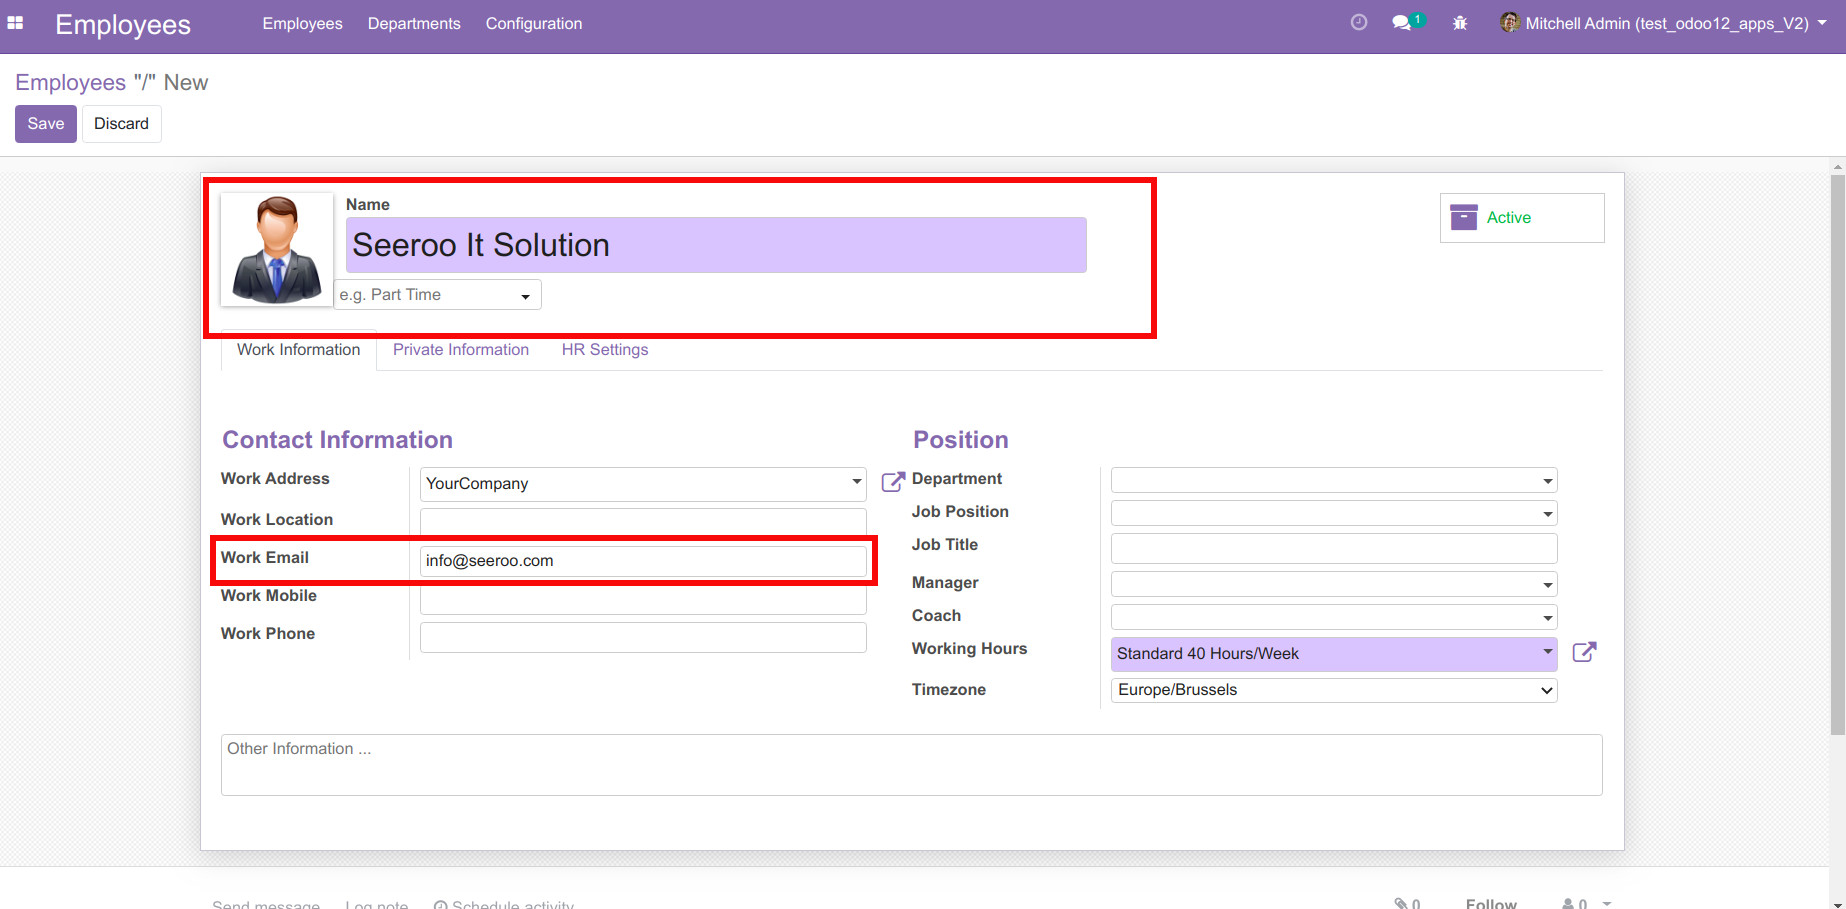 Employees Employees Departments Configuration 1 Mitchell Admin (test_odoo12_apps_V2)
Employees "/" New
Save Discard
Name
Active
Seeroo It Solution
e.g. Part Time
Work Information Private Information HR Settings
Contact Information
Work Address YourCompany
Work Location
Work Email info@seeroo.com
Work Mobile
Work Phone
Position
Department
Job Position
Job Title
Manager
Coach
Working Hours Standard 40 Hours/Week
Timezone Europe/Brussels
Other Information ...
Send message Log note Schedule activity 0 Follow 0